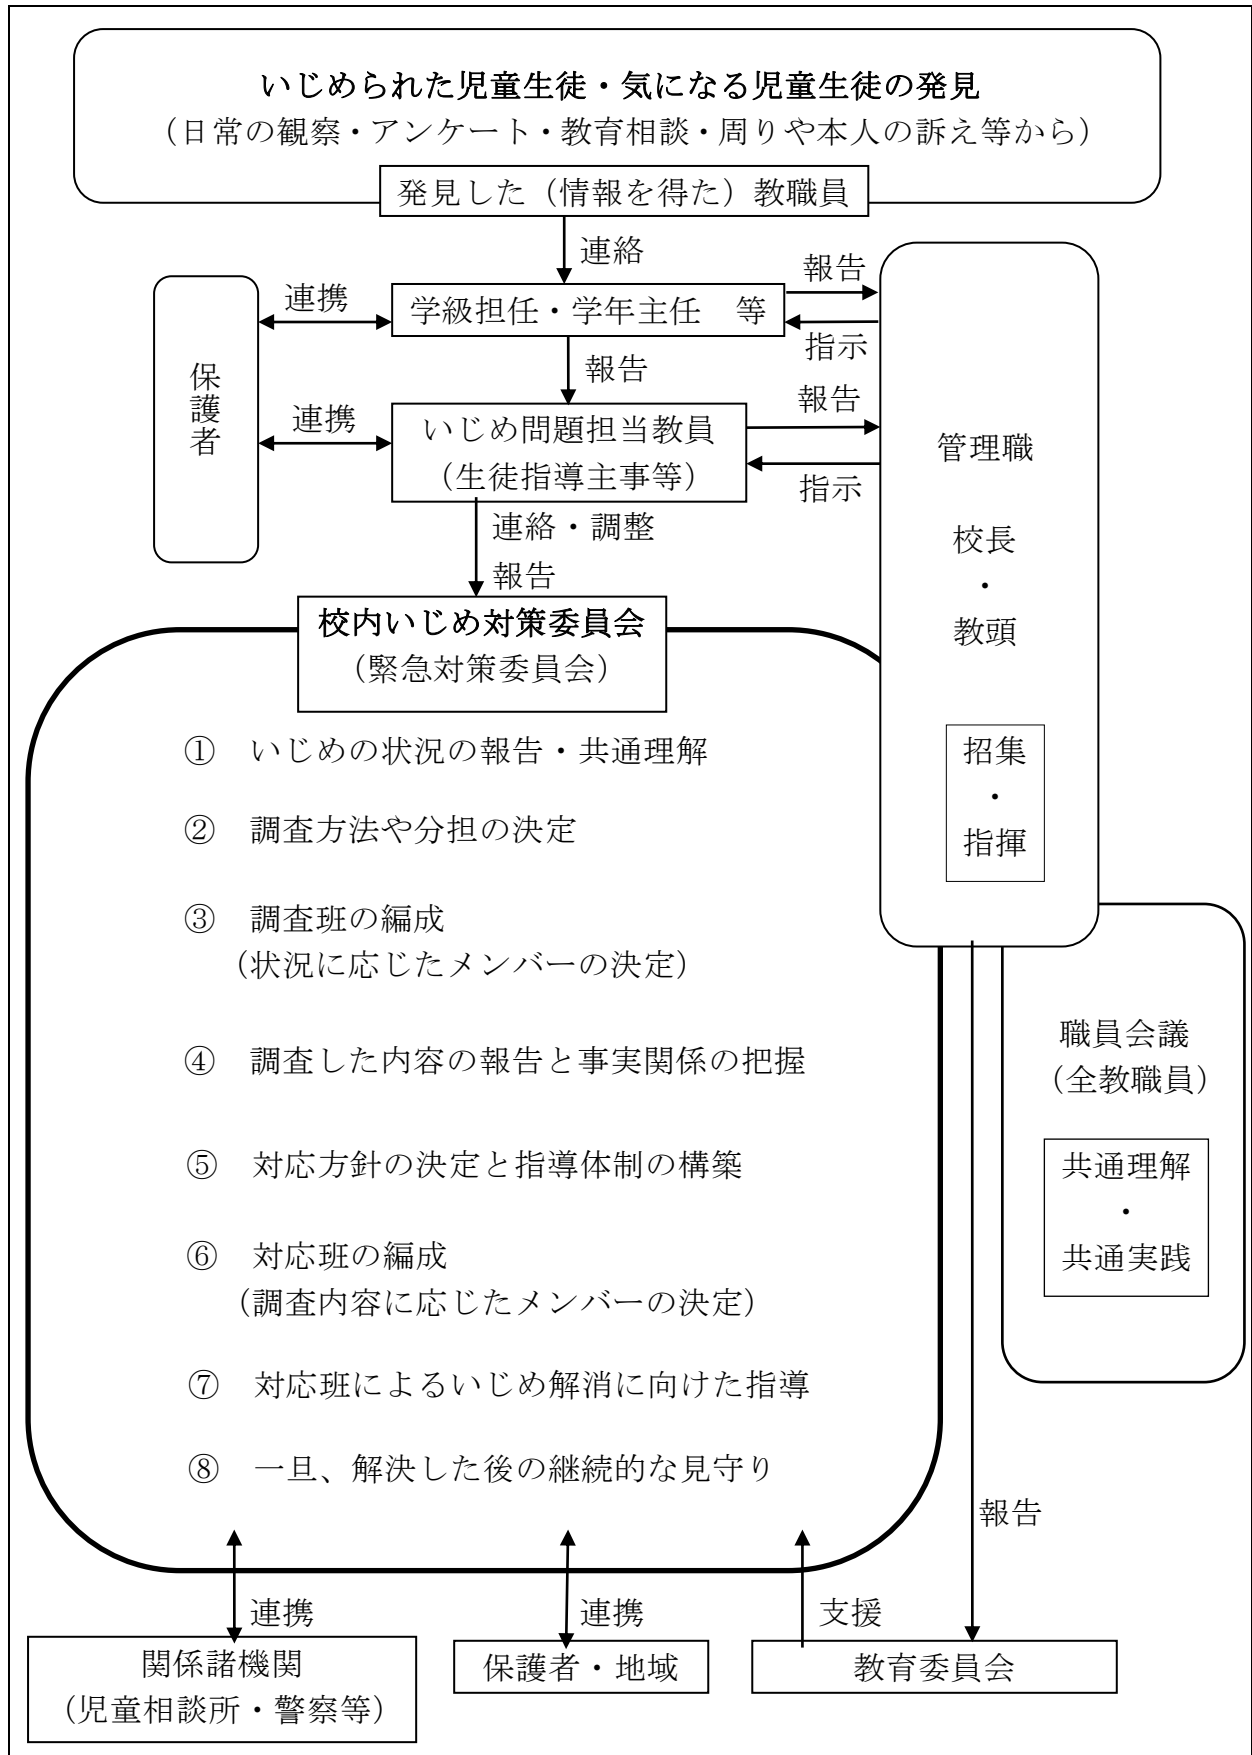 いじめられた児童生徒・気になる児童生徒の発見
（日常の観察・アンケート・教育相談・周りや本人の訴え等から）
発見した（情報を得た）教職員
連絡
報告
連携
学級担任・学年主任　等
指示
報告
保護者
報告
連携
いじめ問題担当教員
（生徒指導主事等）
指示
管理職
校長
・
教頭
連絡・調整
報告
校内いじめ対策委員会
（緊急対策委員会）
招集
・
指揮
①　いじめの状況の報告・共通理解
②　調査方法や分担の決定
③　調査班の編成
（状況に応じたメンバーの決定）
④　調査した内容の報告と事実関係の把握
⑤　対応方針の決定と指導体制の構築
⑥　対応班の編成
（調査内容に応じたメンバーの決定）
⑦　対応班によるいじめ解消に向けた指導
⑧　一旦、解決した後の継続的な見守り
職員会議
（全教職員）
共通理解
・
共通実践
報告
連携
連携
支援
関係諸機関
（児童相談所・警察等）
保護者・地域
教育委員会